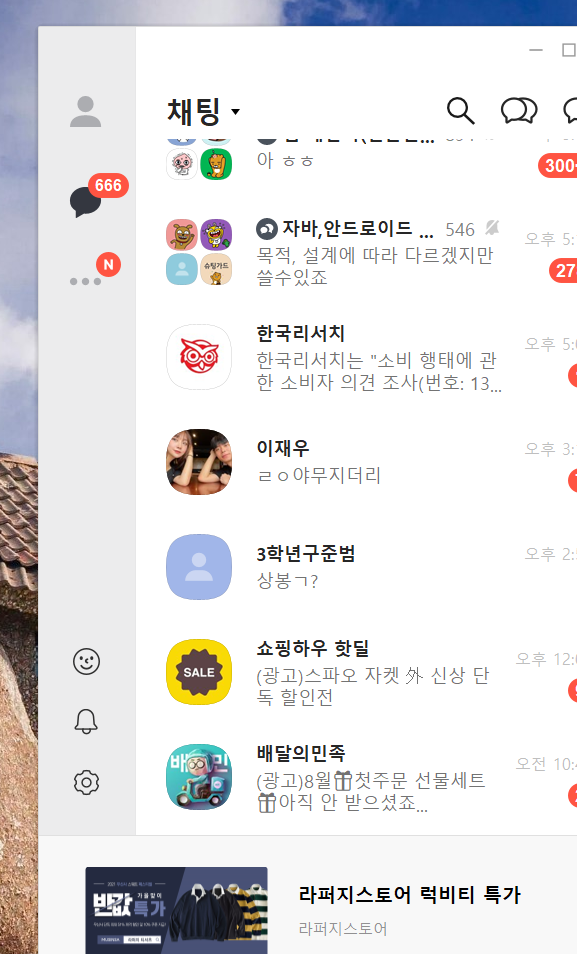 채팅
666
N
아 ㅎㅎ
300+
자바,안드로이드 ... 546
오후 5:
목적, 설계에 따라 다르겠지만
쓸수있죠
27
슈팅가드
한국리서치
오후 5:
한국리서치는 "소비 행태에 관
한 소비자 의견 조사(번호: 13...
이재우
오후 3:
ㄹㅇ야무지더리
3학년구준범
오후 2:
상봉ㄱ?
쇼핑하우 핫딜
오후 12:
SALE
(광고)스파오 자켓 外 신상 단
독 할인전
배달의민족
오전 10:
(광고)8월🎁첫주문 선물세트
🎁아직 안 받으셨죠...
반값
가을맞이
특가
라퍼지스토어 럭비티 특가
라퍼지스토어